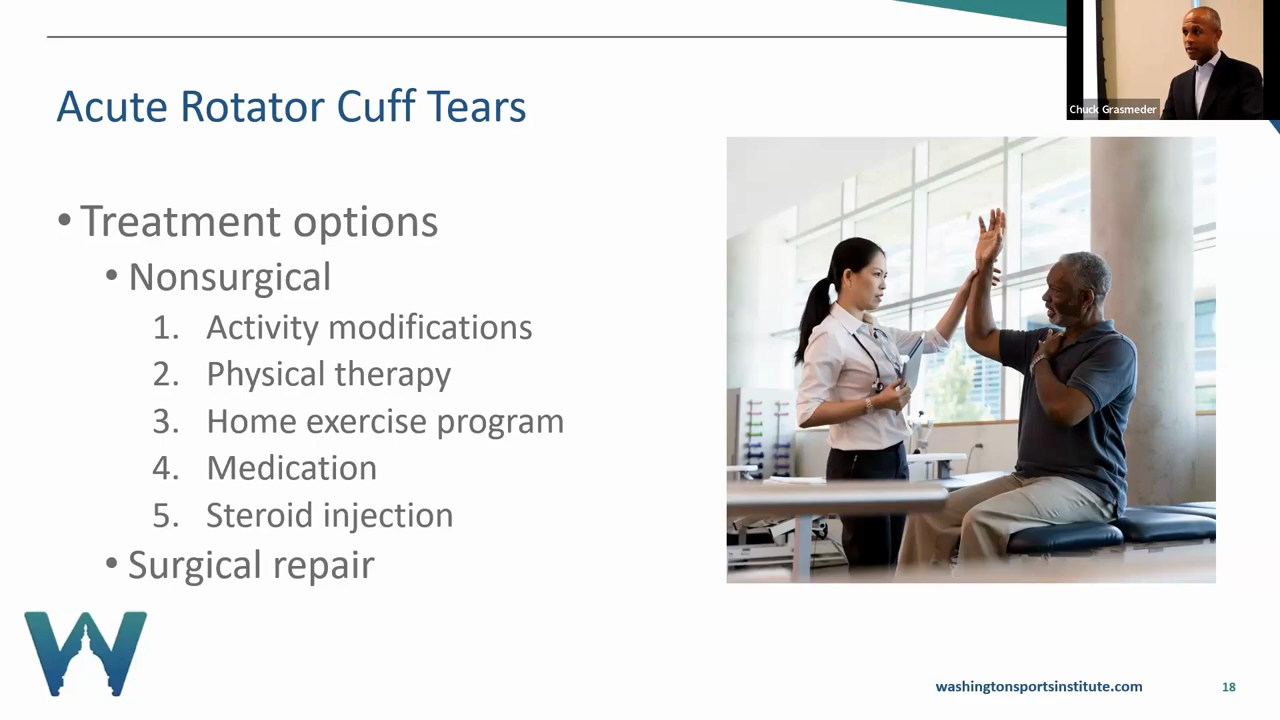 Acute Rotator Cuff Tears
Chuck Grasmeder
• Treatment options
• Nonsurgical
1. Activity modifications
2. Physical therapy
3. Home exercise program
4. Medication
5. Steroid injection
• Surgical repair
W
washingtonsportsinstitute.com
18